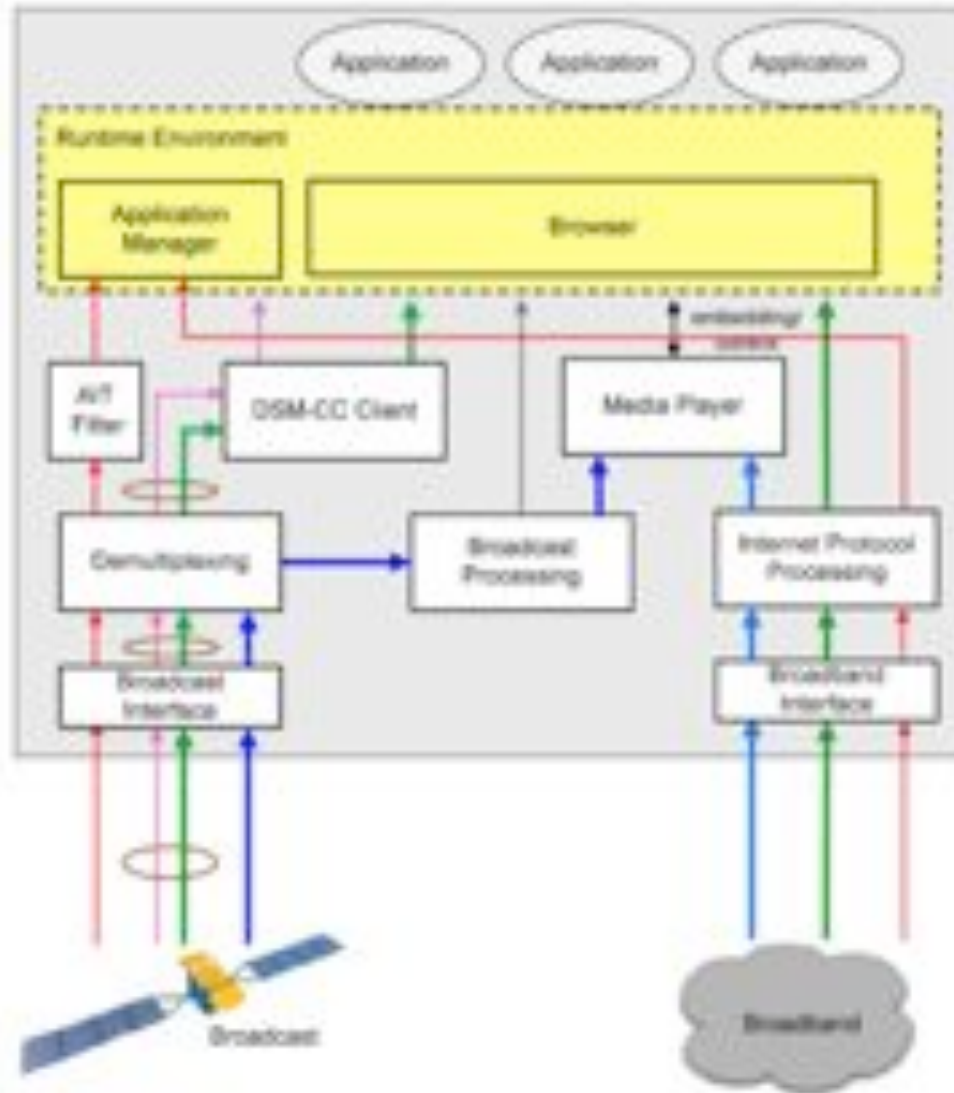 Application
Application
Application
Runtime Environment
Application
Manager
Browser
embedding/
control
AIT
Filter
DSM-CC Client
Media Player
Demultiplexing
Broadcast
Processing
Internet Protocol
Processing
Broadcast
Interface
Broadband
Interface
Broadcast
Broadband